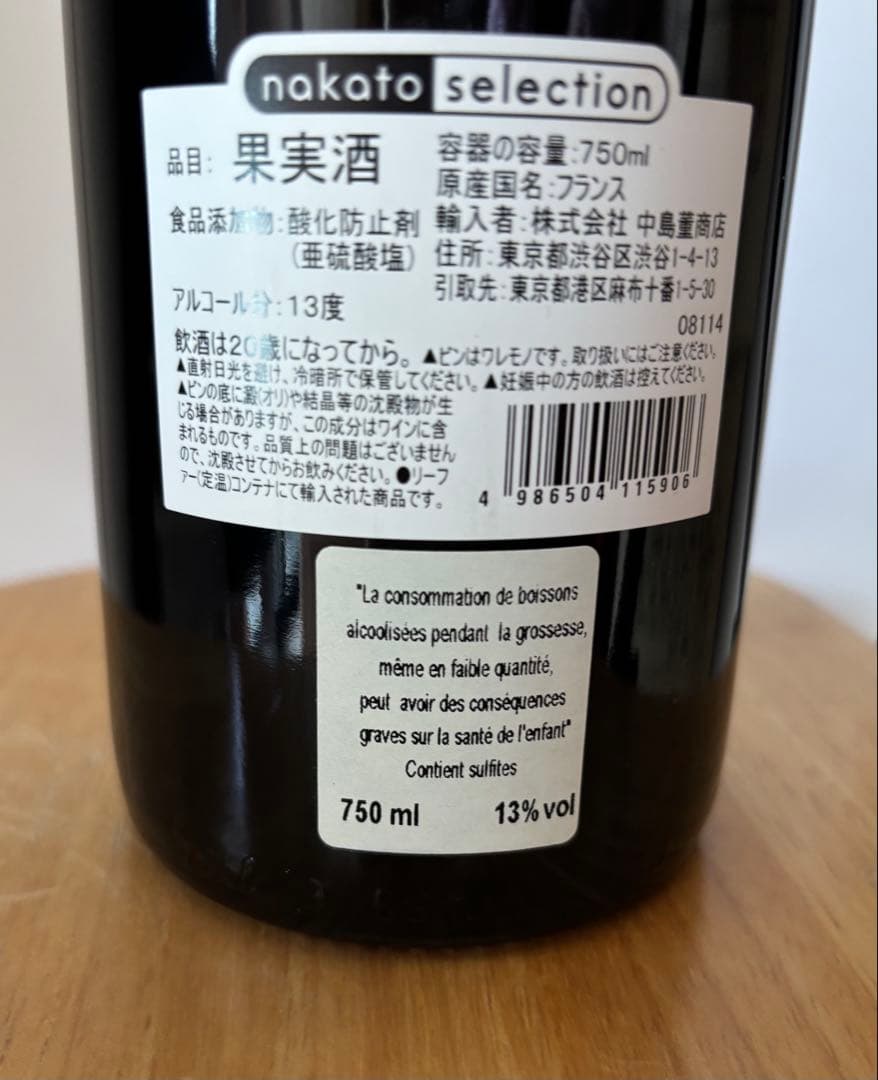 nakato selection
品目: 果実酒
食品添加物:酸化防止剤
(亜硫酸塩)
アルコール分:13度
容器の容量:750ml
原産国名:フランス
輸入者:株式会社 中島董商店
住所:東京都渋谷区渋谷1-4-13
引取先:東京都港区麻布十番1-5-30
08114
飲酒は20歳になってから。▲ビンはワレモノです。取り扱いにはご注意ください。
▲直射日光を避け、冷暗所で保管してください。▲妊娠中の方の飲酒は控えてください。
▲ビンの底に澱(オリ)や結晶等の沈殿物が生
じる場合がありますが、この成分はワインに含
まれるものです。品質上の問題はございません
ので、沈殿させてからお飲みください。●リーフ
ァー(定温)コンテナにて輸入された商品です。
4 986504 115906
"La consommation de boissons
alcoolisées pendant la grossesse,
même en faible quantité,
peut avoir des conséquences
graves sur la santé de l'enfant"
Contient sulfites
750 ml 13% vol